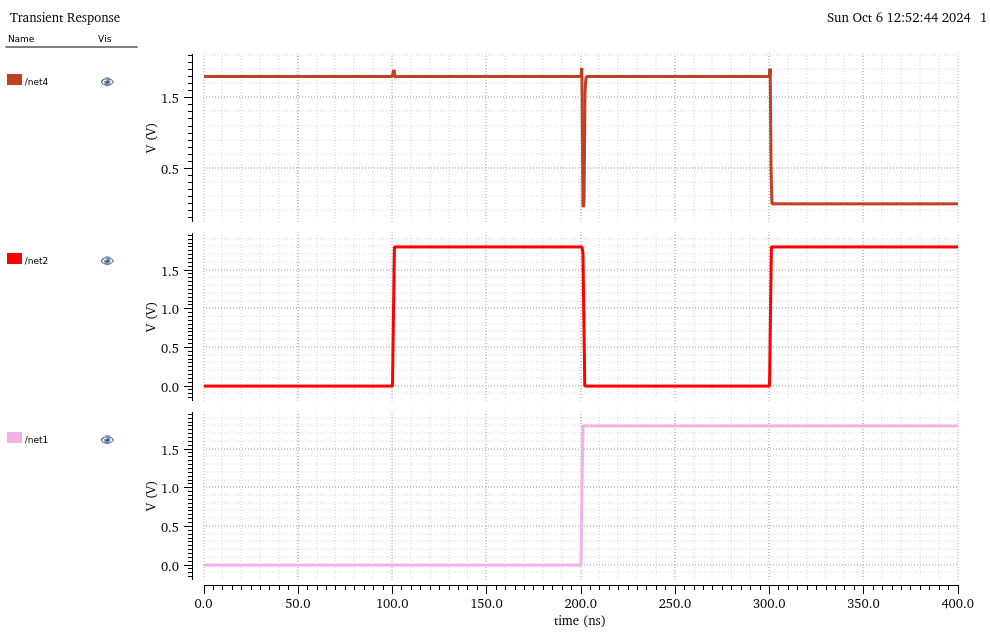 Transient Response
Sun Oct 6 12:52:44 2024 1
Name Vis
/net4
V (V)
1.5
0.5
/net2
V (V)
1.5
1.0
0.5
0.0
/net1
V (V)
1.5
1.0
0.5
0.0
0.0 50.0 100.0 150.0 200.0 250.0 300.0 350.0 400.0
time (ns)